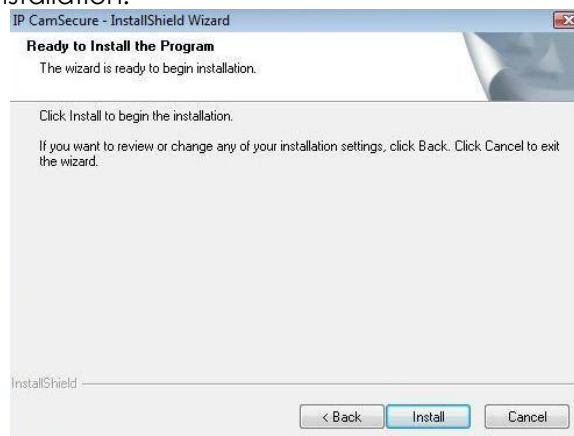 nstallation.
IP CamSecure - InstallShield Wizard
Ready to Install the Program
The wizard is ready to begin installation.
Click Install to begin the installation.
If you want to review or change any of your installation settings, click Back. Click Cancel to exit
the wizard.
InstallShield
< Back Install Cancel